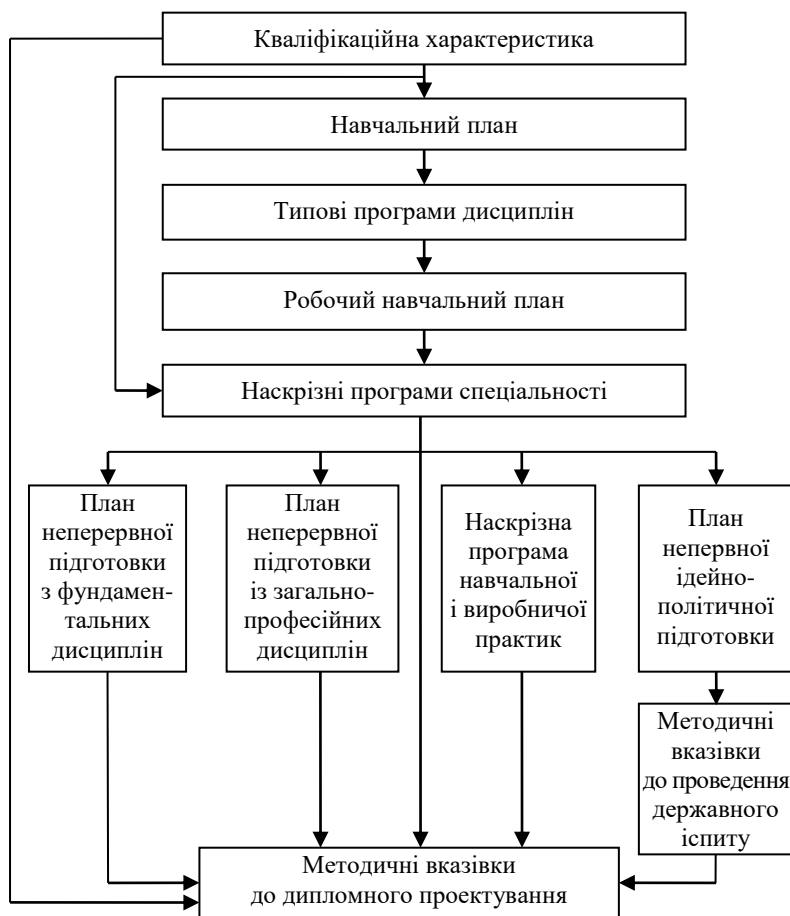 Кваліфікаційна характеристика
Навчальний план
Типові програми дисциплін
Робочий навчальний план
Наскрізні програми спеціальності
План
неперервної
підготовки
з фундамен-
тальних
дисциплін
План
неперервної
підготовки
із загально-
професійних
дисциплін
Наскрізна
програма
навчальної
і виробничої
практик
План
непервної
ідейно-
політичної
підготовки
Методичні
вказівки
до проведення
державного
іспиту
Методичні вказівки
до дипломного проектування